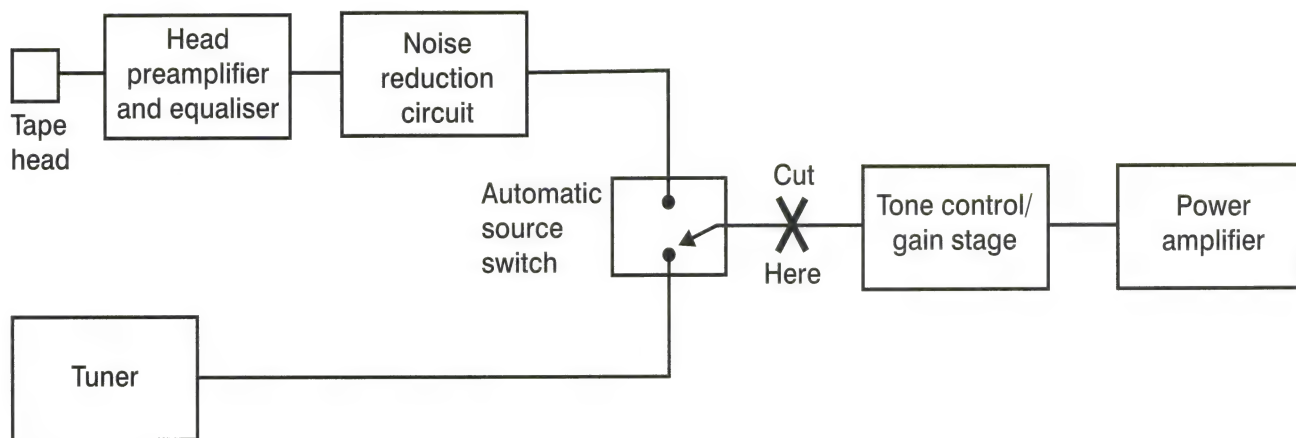 Head
preamplifier
and equaliser
Noise
reduction
circuit
Tape
head
Automatic
source
switch
Cut
Here
Tone control/
gain stage
Power
amplifier
Tuner